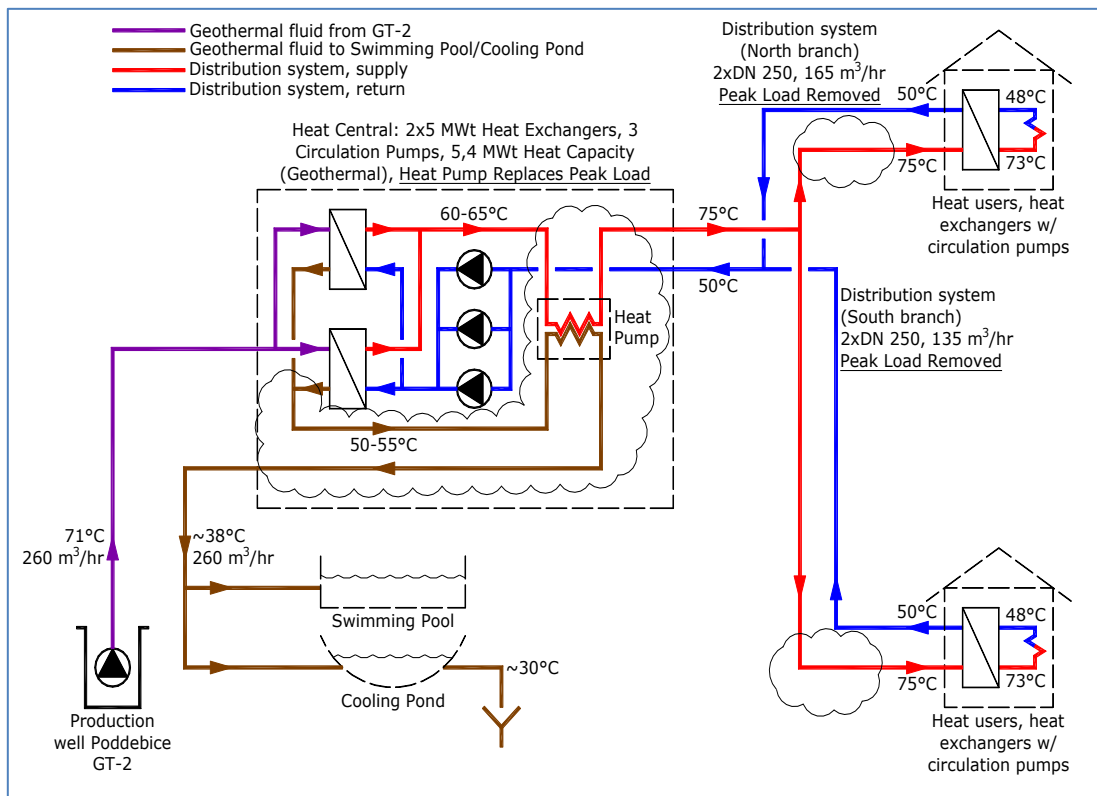 Geothermal fluid from GT-2
Geothermal fluid to Swimming Pool/Cooling Pond
Distribution system, supply
Distribution system, return
Distribution system
(North branch)
2xDN 250, 165 m³/hr
Peak Load Removed
50°C
48°C
75°C
73°C
Heat users, heat
exchangers w/
circulation pumps
Heat Central: 2x5 MWt Heat Exchangers, 3
Circulation Pumps, 5,4 MWt Heat Capacity
(Geothermal), Heat Pump Replaces Peak Load
60-65°C
75°C
50°C
Heat
Pump
50-55°C
Distribution system
(South branch)
2xDN 250, 135 m³/hr
Peak Load Removed
71°C
260 m³/hr
~38°C
260 m³/hr
Swimming Pool
~30°C
Cooling Pond
Production
well Poddebice
GT-2
50°C
48°C
75°C
73°C
Heat users, heat
exchangers w/
circulation pumps